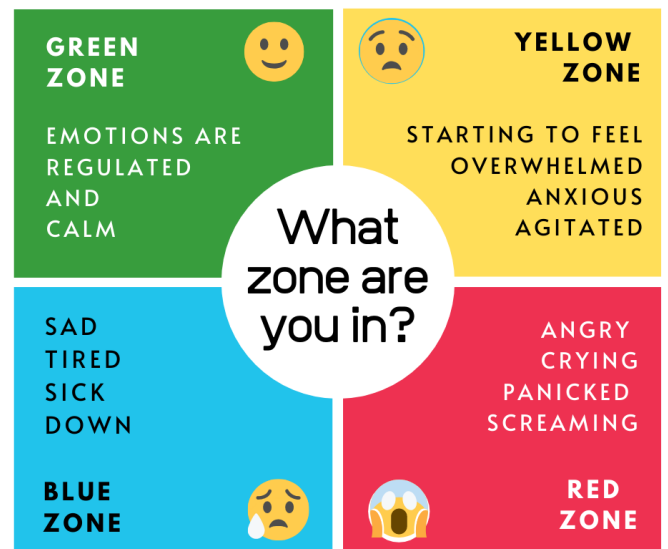 GREEN
ZONE
EMOTIONS ARE
REGULATED
AND
CALM
YELLOW
ZONE
STARTING TO FEEL
OVERWHELMED
ANXIOUS
AGITATED
What
zone are
you in?
SAD
TIRED
SICK
DOWN
BLUE
ZONE
ANGRY
CRYING
PANICKED
SCREAMING
RED
ZONE